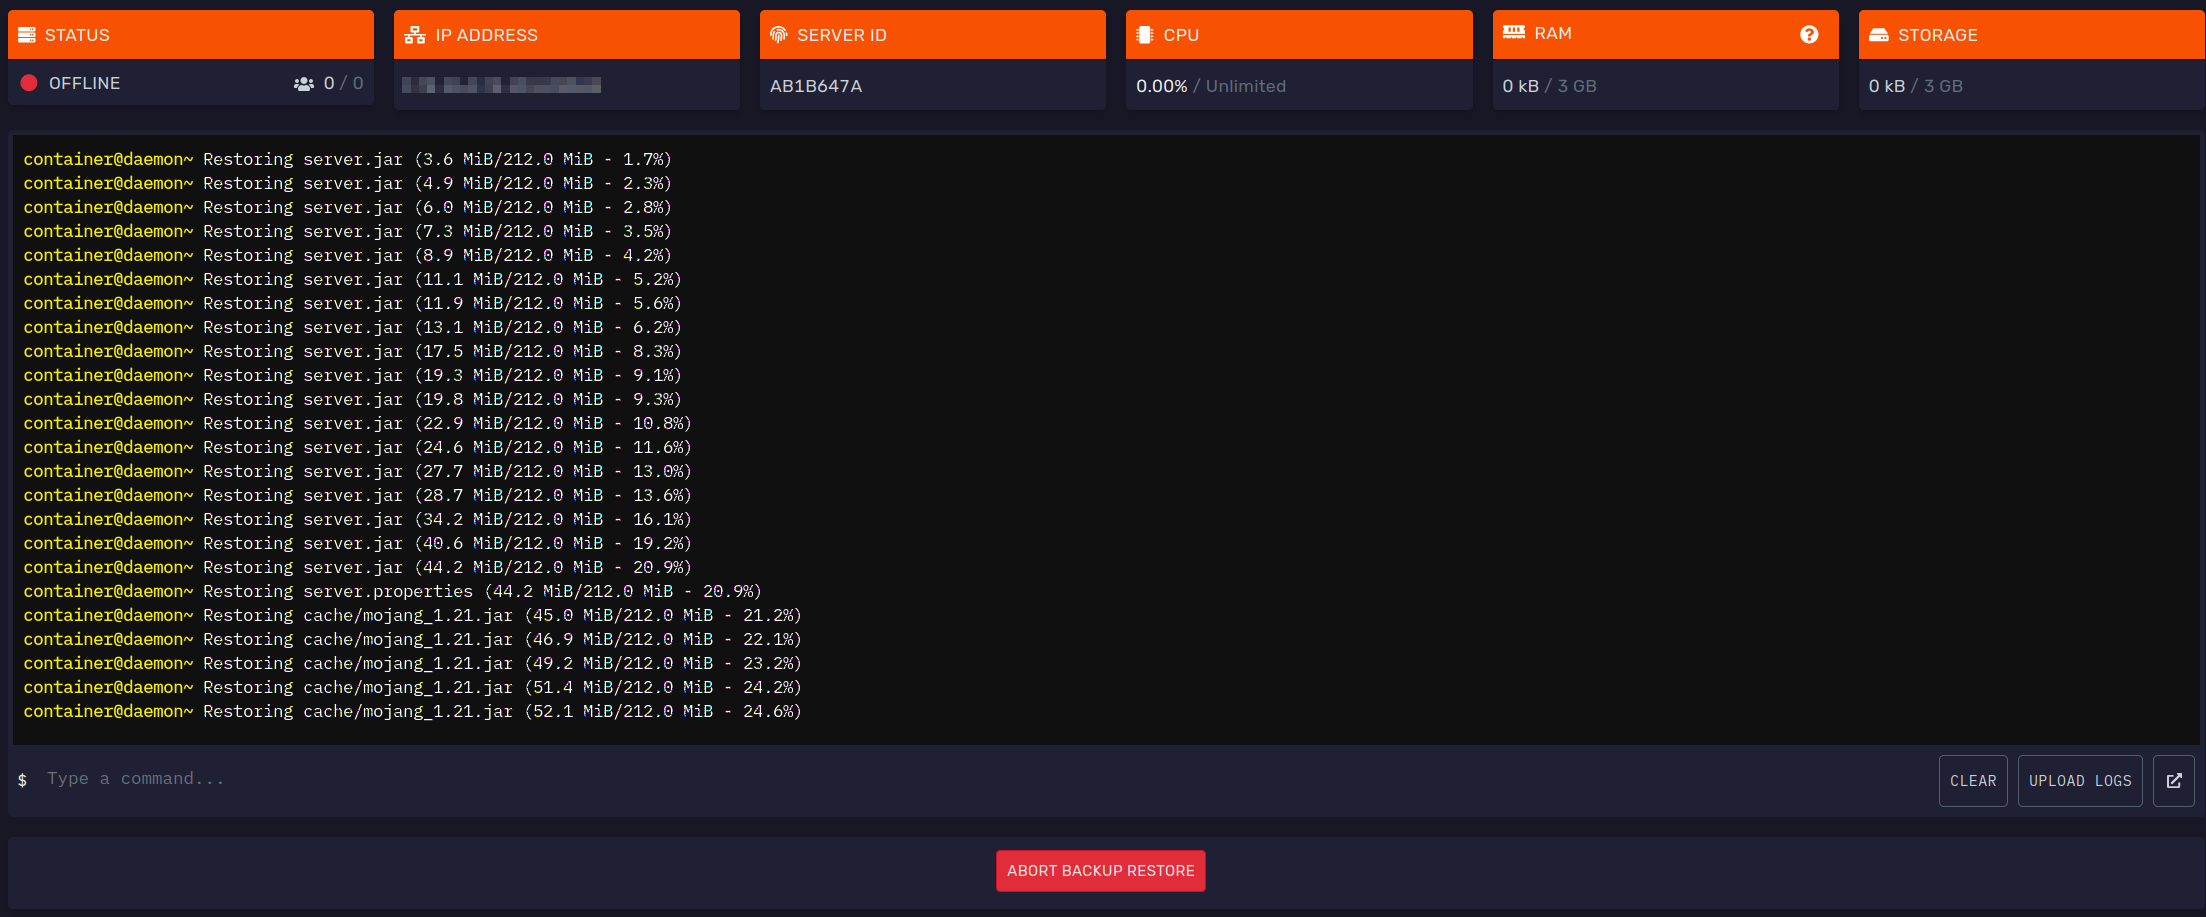 STATUS
OFFLINE 0 / 0
IP ADDRESS
SERVER ID
AB1B647A
CPU
0.00% / Unlimited
RAM ?
0 kB / 3 GB
STORAGE
0 kB / 3 GB
container@daemon~ Restoring server.jar (3.6 MiB/212.0 MiB - 1.7%)
container@daemon~ Restoring server.jar (4.9 MiB/212.0 MiB - 2.3%)
container@daemon~ Restoring server.jar (6.0 MiB/212.0 MiB - 2.8%)
container@daemon~ Restoring server.jar (7.3 MiB/212.0 MiB - 3.5%)
container@daemon~ Restoring server.jar (8.9 MiB/212.0 MiB - 4.2%)
container@daemon~ Restoring server.jar (11.1 MiB/212.0 MiB - 5.2%)
container@daemon~ Restoring server.jar (11.9 MiB/212.0 MiB - 5.6%)
container@daemon~ Restoring server.jar (13.1 MiB/212.0 MiB - 6.2%)
container@daemon~ Restoring server.jar (17.5 MiB/212.0 MiB - 8.3%)
container@daemon~ Restoring server.jar (19.3 MiB/212.0 MiB - 9.1%)
container@daemon~ Restoring server.jar (19.8 MiB/212.0 MiB - 9.3%)
container@daemon~ Restoring server.jar (22.9 MiB/212.0 MiB - 10.8%)
container@daemon~ Restoring server.jar (24.6 MiB/212.0 MiB - 11.6%)
container@daemon~ Restoring server.jar (27.7 MiB/212.0 MiB - 13.0%)
container@daemon~ Restoring server.jar (28.7 MiB/212.0 MiB - 13.6%)
container@daemon~ Restoring server.jar (34.2 MiB/212.0 MiB - 16.1%)
container@daemon~ Restoring server.jar (40.6 MiB/212.0 MiB - 19.2%)
container@daemon~ Restoring server.jar (44.2 MiB/212.0 MiB - 20.9%)
container@daemon~ Restoring server.properties (44.2 MiB/212.0 MiB - 20.9%)
container@daemon~ Restoring cache/mojang_1.21.jar (45.0 MiB/212.0 MiB - 21.2%)
container@daemon~ Restoring cache/mojang_1.21.jar (46.9 MiB/212.0 MiB - 22.1%)
container@daemon~ Restoring cache/mojang_1.21.jar (49.2 MiB/212.0 MiB - 23.2%)
container@daemon~ Restoring cache/mojang_1.21.jar (51.4 MiB/212.0 MiB - 24.2%)
container@daemon~ Restoring cache/mojang_1.21.jar (52.1 MiB/212.0 MiB - 24.6%)
$ Type a command...
CLEAR
UPLOAD LOGS
ABORT BACKUP RESTORE